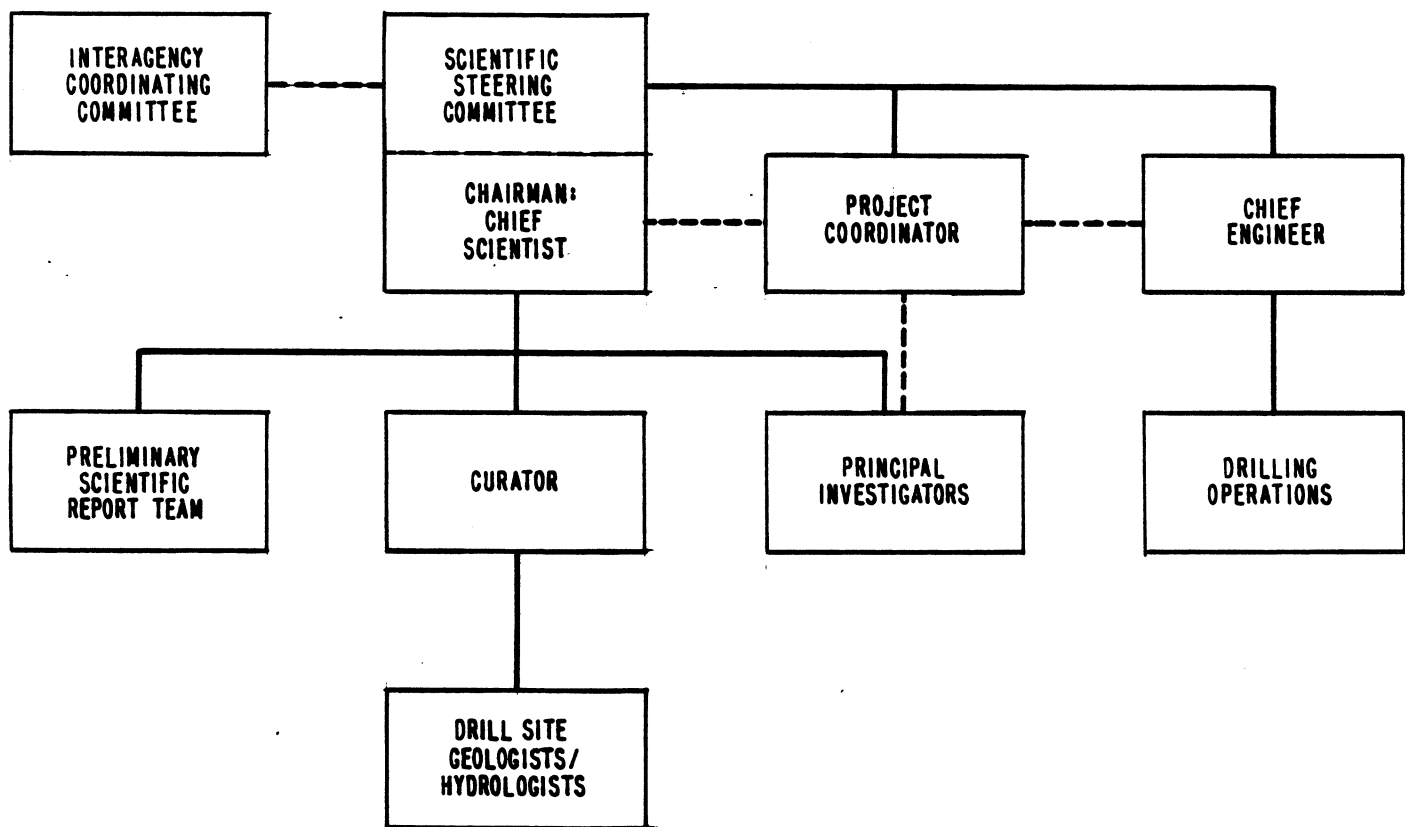 INTERAGENCY
COORDINATING
COMMITTEE
SCIENTIFIC
STEERING
COMMITTEE
CHAIRMAN:
CHIEF
SCIENTIST
PROJECT
COORDINATOR
CHIEF
ENGINEER
PRELIMINARY
SCIENTIFIC
REPORT TEAM
CURATOR
PRINCIPAL
INVESTIGATORS
DRILLING
OPERATIONS
DRILL SITE
GEOLOGISTS/
HYDROLOGISTS